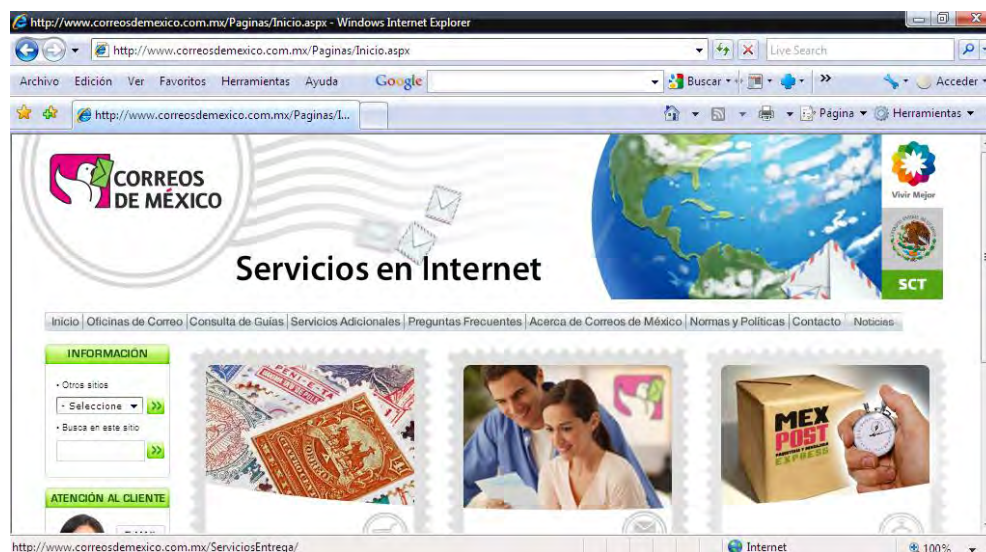 http://www.correosdemexico.com.mx/Paginas/Inicio.aspx - Windows Internet Explorer
http://www.correosdemexico.com.mx/Paginas/Inicio.aspx
Live Search
Archivo Edición Ver Favoritos Herramientas Ayuda Google Buscar Acceder
http://www.correosdemexico.com.mx/Paginas/I...
Página Herramientas
CORREOS
DE MÉXICO
Vivir Mejor
Servicios en Internet
SCT
Inicio Oficinas de Correo Consulta de Guías Servicios Adicionales Preguntas Frecuentes Acerca de Correos de México Normas y Políticas Contacto Noticias
INFORMACIÓN
• Otros sitios
- Seleccione
• Busca en este sitio
MEX
POST
EXPRESS
ATENCIÓN AL CLIENTE
http://www.correosdemexico.com.mx/ServiciosEntrega/
Internet
100%